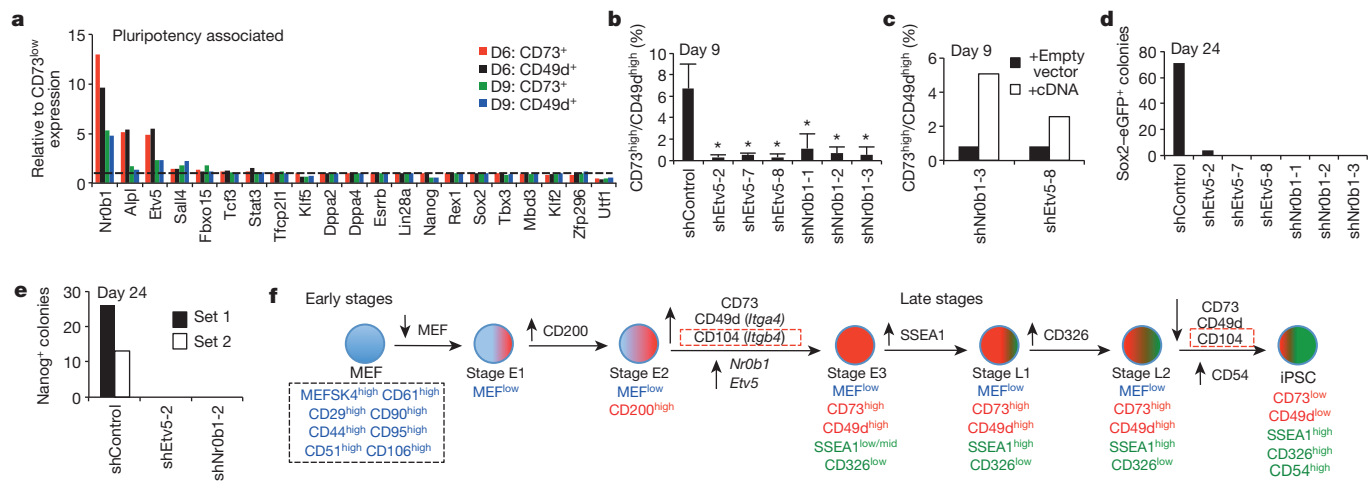 a
Pluripotency associated
Relative to CD73low
expression
15
10
5
0
D6: CD73+
D6: CD49d+
D9: CD73+
D9: CD49d+
Nr0b1
Alpl
Etv5
Sall4
Fbxo15
Tcf3
Stat3
Tfcp2l1
Klf5
Dppa2
Dppa4
Esrrb
Lin28a
Nanog
Rex1
Sox2
Tbx3
Mbd3
Klf2
Zfp296
Utf1
b
CD73high/CD49dhigh (%)
Day 9
10
8
6
4
2
0
* * * * * *
shControl
shEtv5-2
shEtv5-7
shEtv5-8
shNr0b1-1
shNr0b1-2
shNr0b1-3
c
CD73high/CD49dhigh (%)
Day 9
6
4
2
0
+Empty
vector
+cDNA
shNr0b1-3
shEtv5-8
d
Sox2–eGFP+ colonies
Day 24
80
60
40
20
0
shControl
shEtv5-2
shEtv5-7
shEtv5-8
shNr0b1-1
shNr0b1-2
shNr0b1-3
e
Nanog+ colonies
Day 24
30
20
10
0
Set 1
Set 2
shControl
shEtv5-2
shNr0b1-2
f
Early stages
Late stages
MEF
CD200
CD73
CD49d (Itga4)
CD104 (Itgb4)
Nr0b1
Etv5
SSEA1
CD326
CD73
CD49d
CD104
CD54
MEF
MEFSK4high CD61high
CD29high CD90high
CD44high CD95high
CD51high CD106high
Stage E1
MEFlow
Stage E2
MEFlow
CD200high
Stage E3
MEFlow
CD73high
CD49dhigh
SSEA1low/mid
CD326low
Stage L1
MEFlow
CD73high
CD49dhigh
SSEA1high
CD326low
Stage L2
MEFlow
CD73high
CD49dhigh
SSEA1high
CD326low
iPSC
CD73low
CD49dlow
SSEA1high
CD326high
CD54high